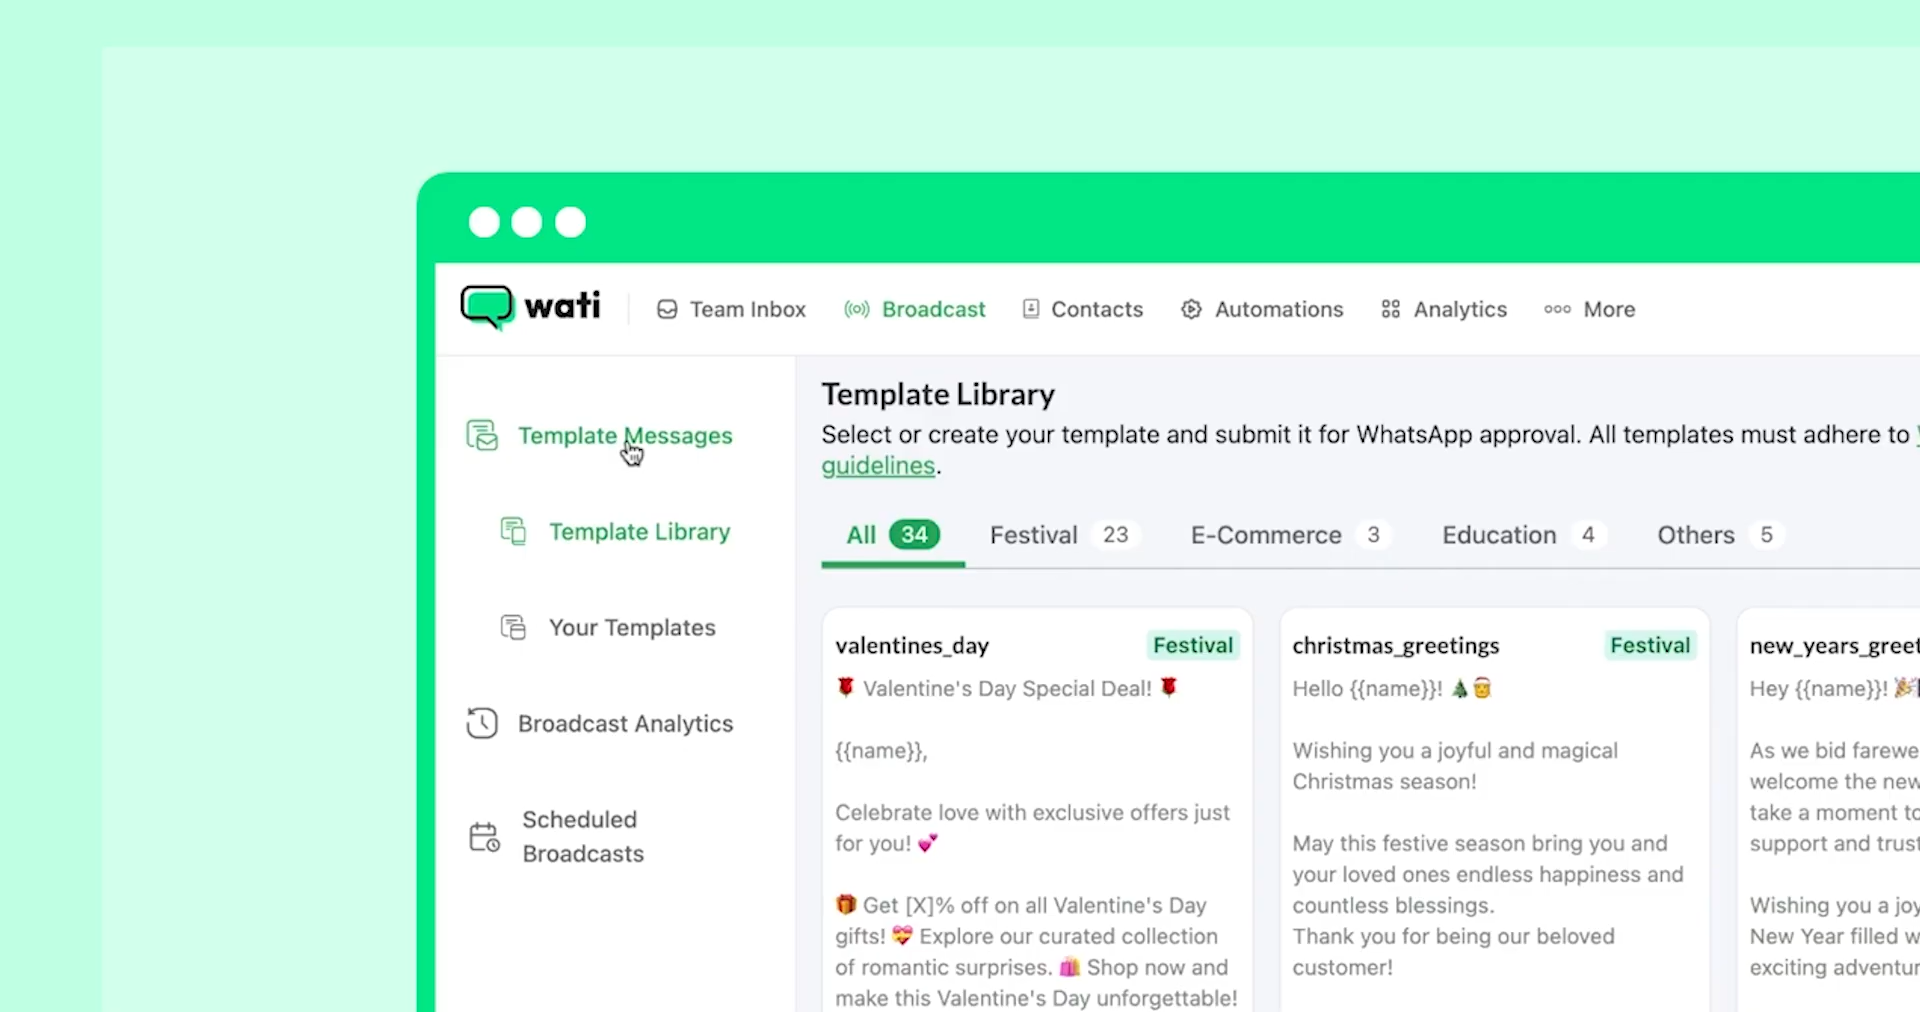 wati
Team Inbox
Broadcast
Contacts
Automations
Analytics
More
Template Messages
Template Library
Your Templates
Broadcast Analytics
Scheduled
Broadcasts
Template Library
Select or create your template and submit it for WhatsApp approval. All templates must adhere to
guidelines.
All 34
Festival 23
E-Commerce 3
Education 4
Others 5
valentines_day Festival
🌹 Valentine's Day Special Deal! 🌹
{{name}},
Celebrate love with exclusive offers just
for you! 💕
🎁 Get [X]% off on all Valentine's Day
gifts! 💝 Explore our curated collection
of romantic surprises. 🛍️ Shop now and
make this Valentine's Day unforgettable!
christmas_greetings Festival
Hello {{name}}! 🎄🎅
Wishing you a joyful and magical
Christmas season!
May this festive season bring you and
your loved ones endless happiness and
countless blessings.
Thank you for being our beloved
customer!
new_years_greet
Hey {{name}}! 🎉
As we bid farewe
welcome the new
take a moment to
support and trust
Wishing you a joy
New Year filled w
exciting adventur